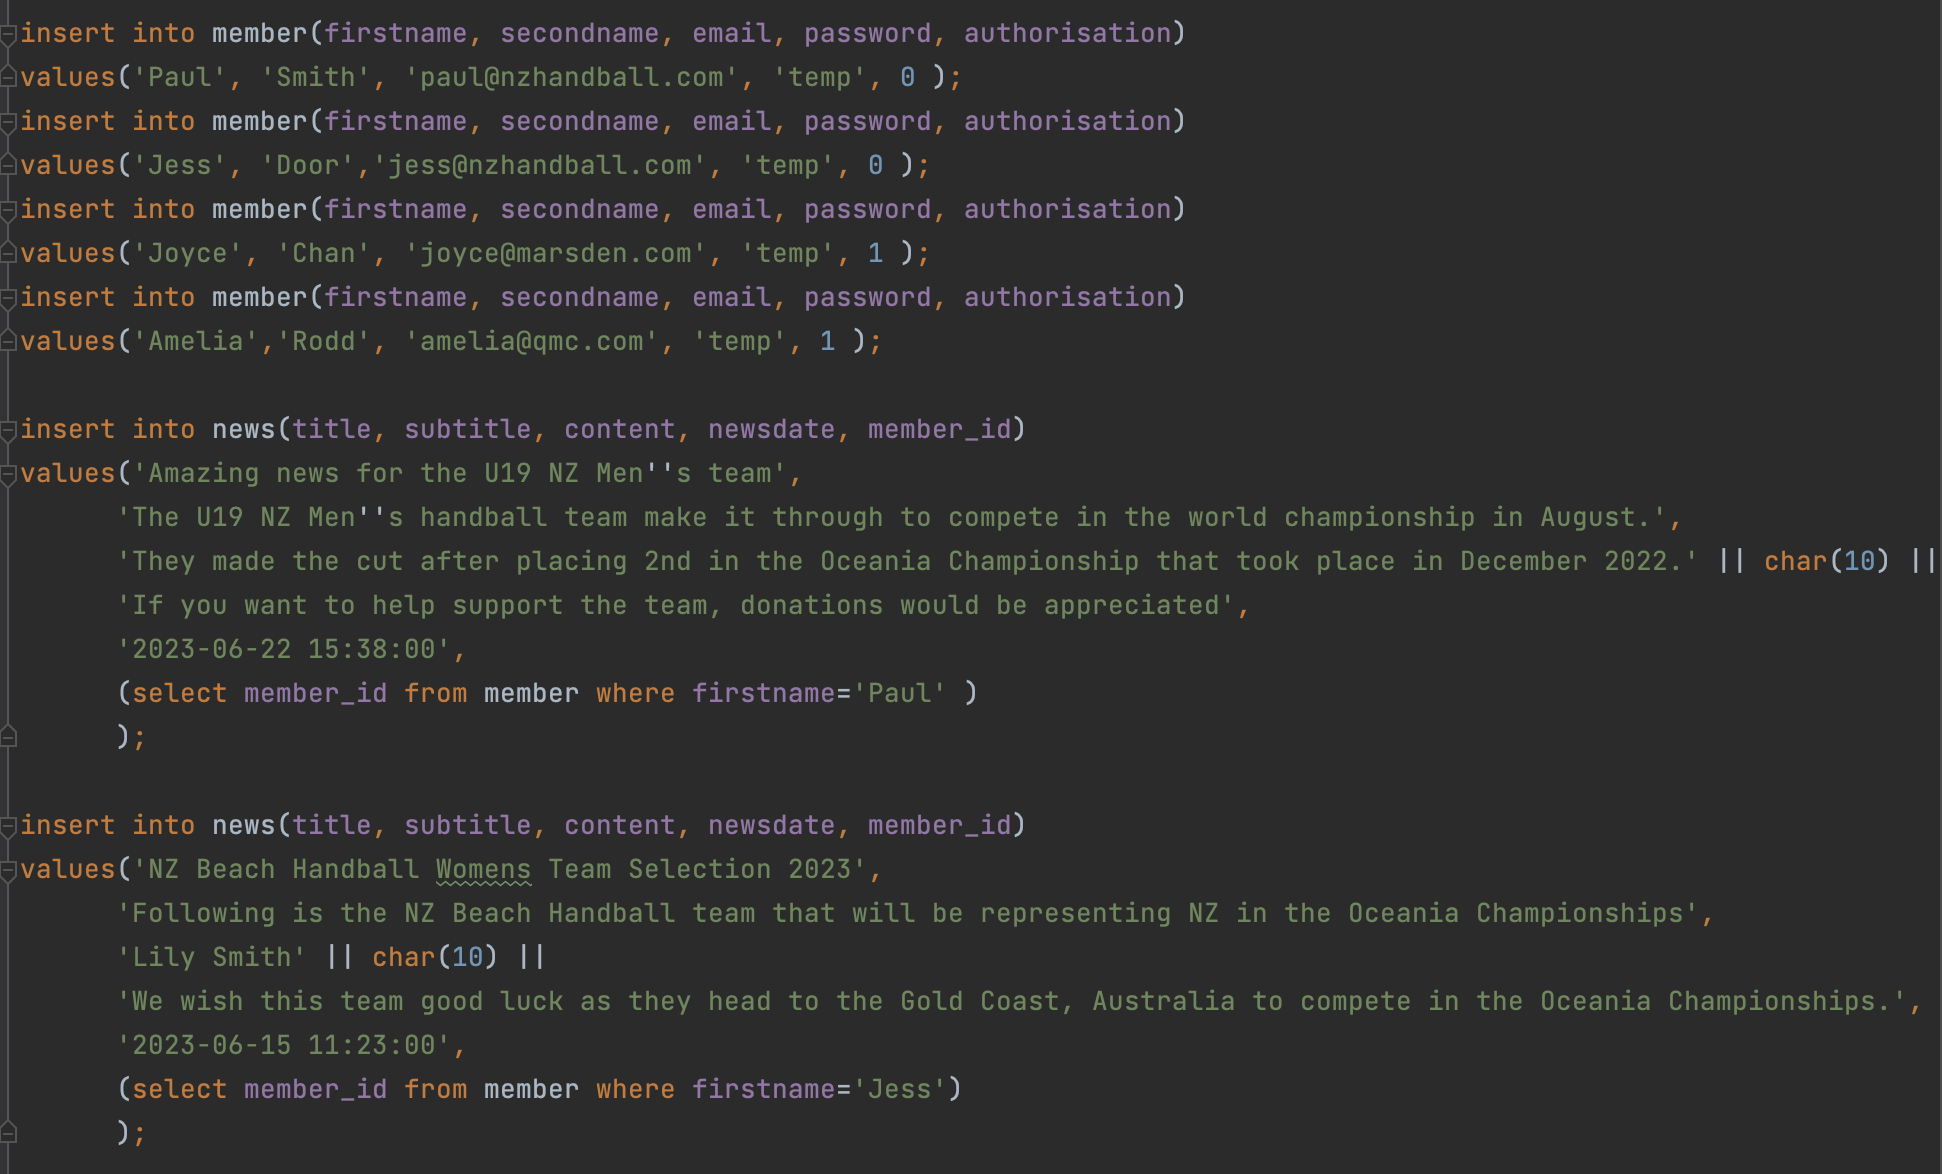 insert into member(firstname, secondname, email, password, authorisation)
values('Paul', 'Smith', 'paul@nzhandball.com', 'temp', 0 );
insert into member(firstname, secondname, email, password, authorisation)
values('Jess', 'Door','jess@nzhandball.com', 'temp', 0 );
insert into member(firstname, secondname, email, password, authorisation)
values('Joyce', 'Chan', 'joyce@marsden.com', 'temp', 1 );
insert into member(firstname, secondname, email, password, authorisation)
values('Amelia','Rodd', 'amelia@qmc.com', 'temp', 1 );
insert into news(title, subtitle, content, newsdate, member_id)
values('Amazing news for the U19 NZ Men''s team',
'The U19 NZ Men''s handball team make it through to compete in the world championship in August.',
'They made the cut after placing 2nd in the Oceania Championship that took place in December 2022.' || char(10) ||
'If you want to help support the team, donations would be appreciated',
'2023-06-22 15:38:00',
(select member_id from member where firstname='Paul' )
);
insert into news(title, subtitle, content, newsdate, member_id)
values('NZ Beach Handball Womens Team Selection 2023',
'Following is the NZ Beach Handball team that will be representing NZ in the Oceania Championships',
'Lily Smith' || char(10) ||
'We wish this team good luck as they head to the Gold Coast, Australia to compete in the Oceania Championships.',
'2023-06-15 11:23:00',
(select member_id from member where firstname='Jess')
);